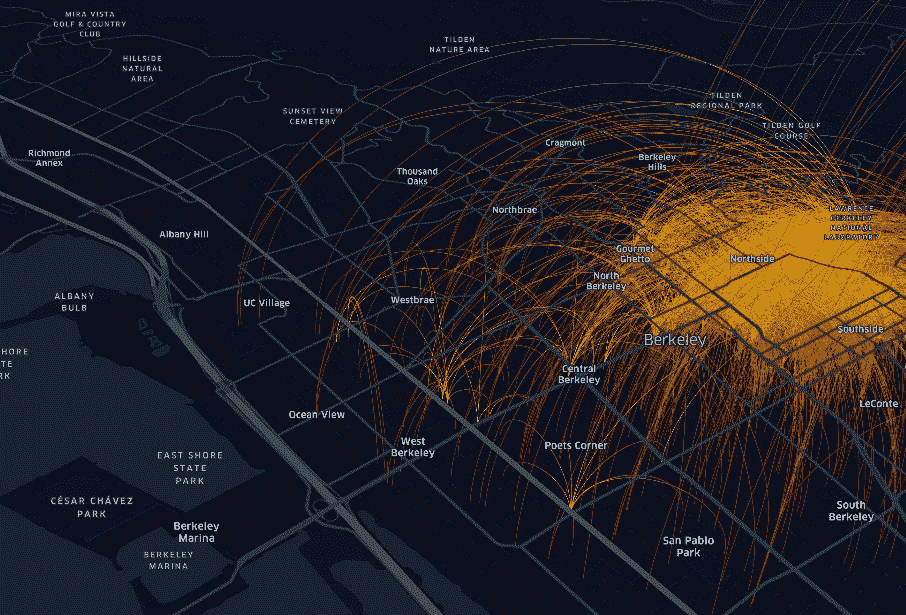 MIRA VISTA
GOLF & COUNTRY
CLUB
TILDEN
NATURE AREA
HILLSIDE
NATURAL
AREA
TILDEN
REGIONAL PARK
SUNSET VIEW
CEMETERY
TILDEN GOLF
COURSE
Cragmont
Richmond
Annex
Berkeley
Hills
Thousand
Oaks
Northbrae
LAWRENCE
BERKELEY
NATIONAL
LABORATORY
Albany Hill
Gourmet
Ghetto
Northside
North
Berkeley
ALBANY
BULB
UC Village
Westbrae
Southside
Berkeley
HORE
TE
RK
Central
Berkeley
LeConte
Ocean View
West
Berkeley
Poets Corner
EAST SHORE
STATE
PARK
CÉSAR CHÁVEZ
PARK
South
Berkeley
Berkeley
Marina
San Pablo
Park
BERKELEY
MARINA